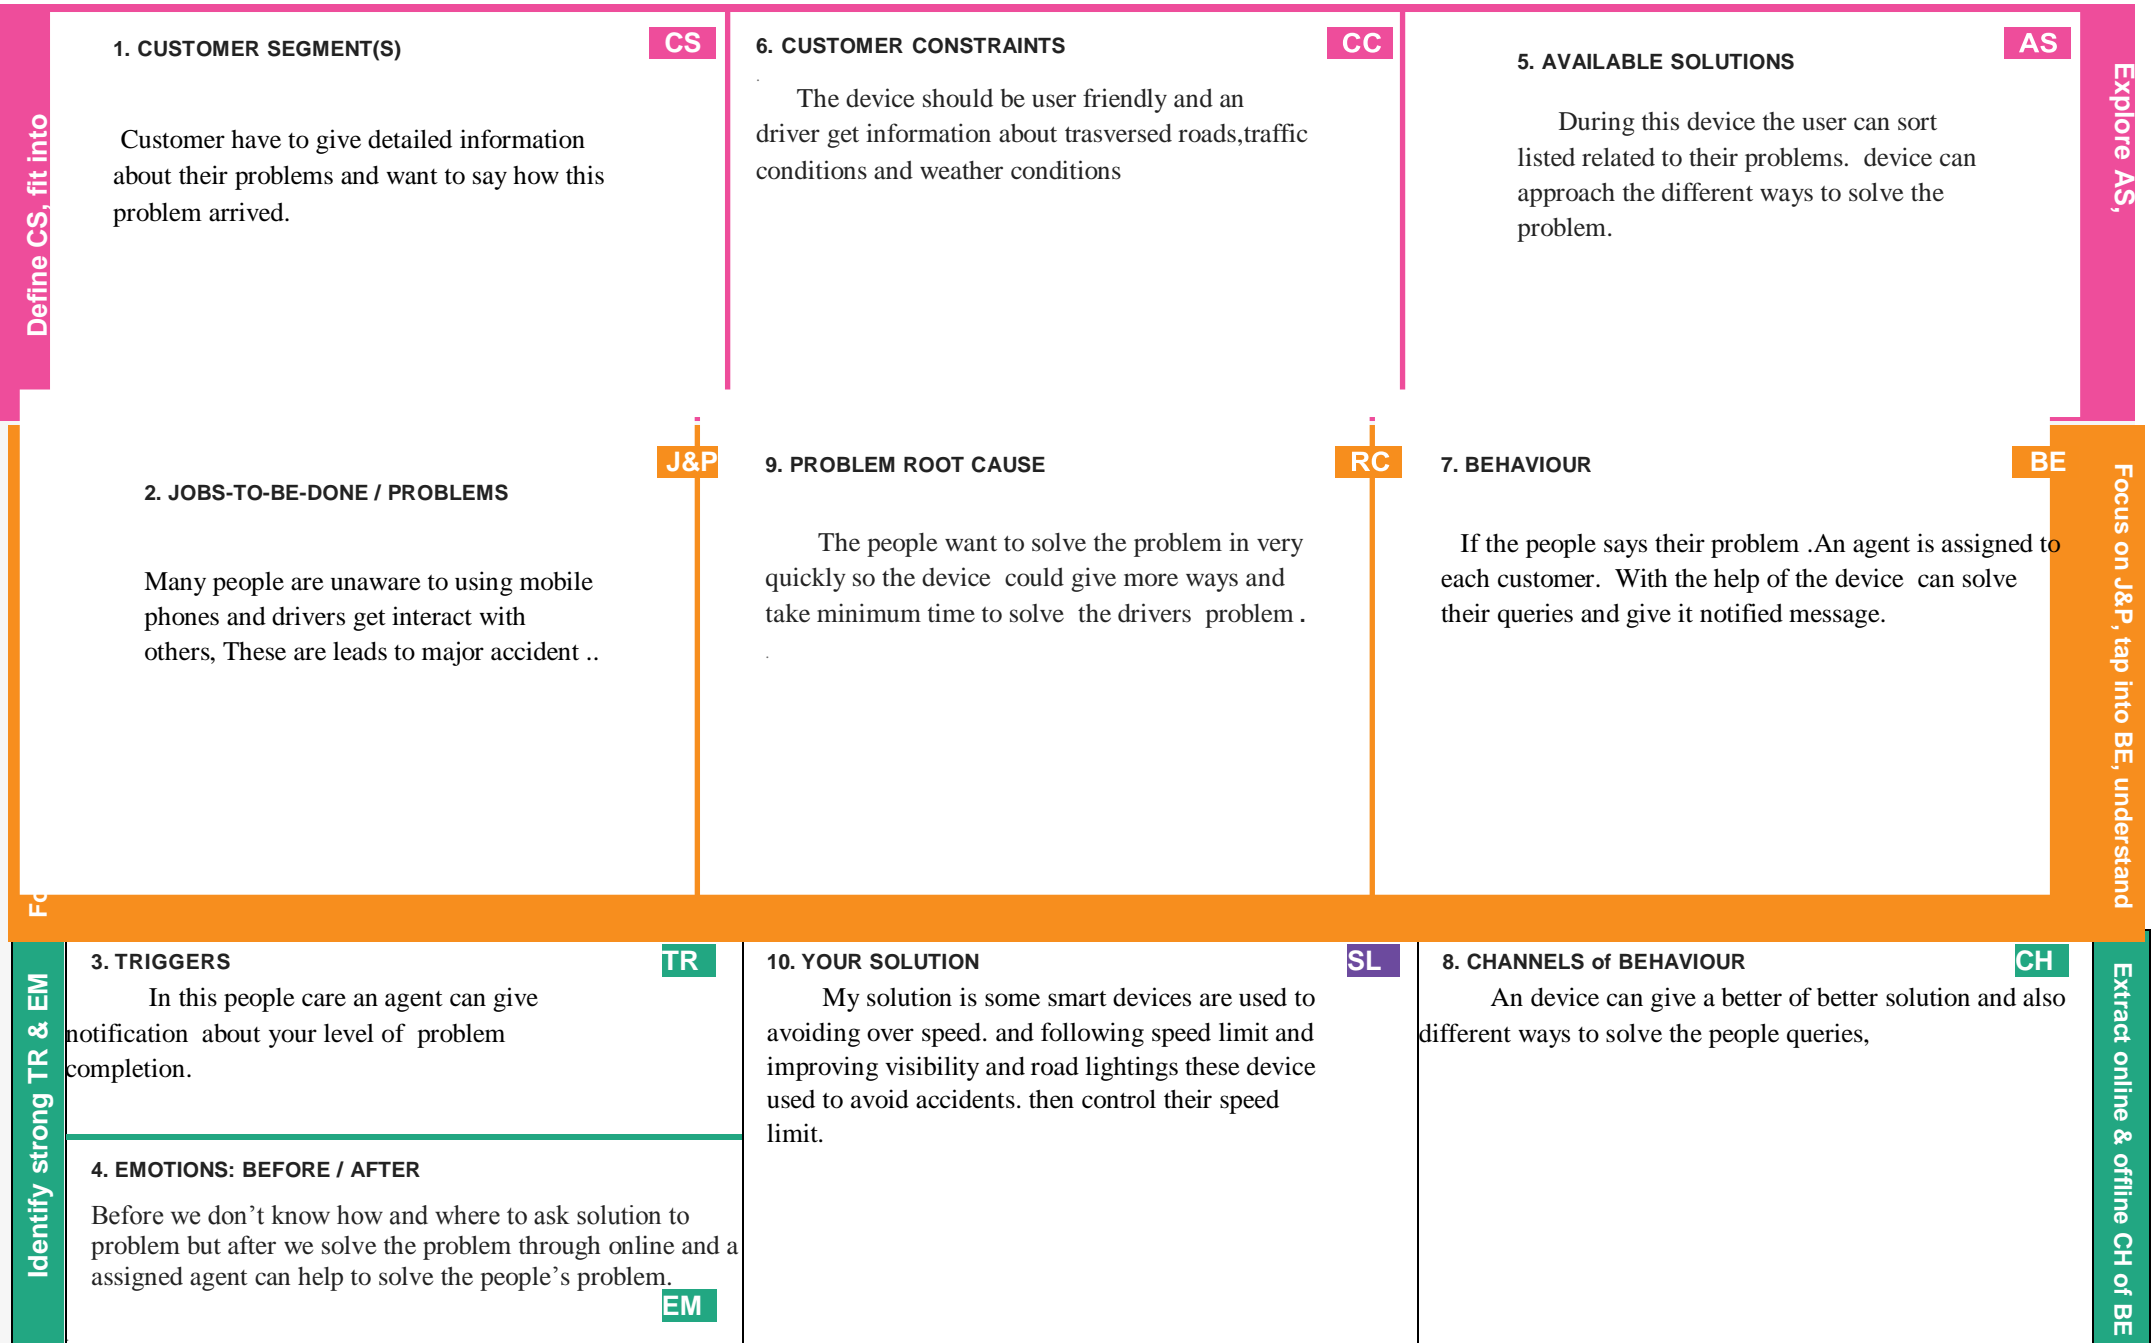 Define CS, fit into
1. CUSTOMER SEGMENT(S)
CS
Customer have to give detailed information
about their problems and want to say how this
problem arrived.
6. CUSTOMER CONSTRAINTS
CC
.
The device should be user friendly and an
driver get information about trasversed roads,traffic
conditions and weather conditions
5. AVAILABLE SOLUTIONS
AS
During this device the user can sort
listed related to their problems. device can
approach the different ways to solve the
problem.
Explore AS,
2. JOBS-TO-BE-DONE / PROBLEMS
J&P
Many people are unaware to using mobile
phones and drivers get interact with
others, These are leads to major accident ..
9. PROBLEM ROOT CAUSE
RC
The people want to solve the problem in very
quickly so the device could give more ways and
take minimum time to solve the drivers problem .
.
7. BEHAVIOUR
BE
If the people says their problem .An agent is assigned to
each customer. With the help of the device can solve
their queries and give it notified message.
Focus on J&P, tap into BE, understand
Identify strong TR & EM
3. TRIGGERS
TR
In this people care an agent can give
notification about your level of problem
completion.
4. EMOTIONS: BEFORE / AFTER
Before we don’t know how and where to ask solution to
problem but after we solve the problem through online and a
assigned agent can help to solve the people’s problem.
EM
10. YOUR SOLUTION
SL
My solution is some smart devices are used to
avoiding over speed. and following speed limit and
improving visibility and road lightings these device
used to avoid accidents. then control their speed
limit.
8. CHANNELS of BEHAVIOUR
CH
An device can give a better of better solution and also
different ways to solve the people queries,
Extract online & offline CH of BE